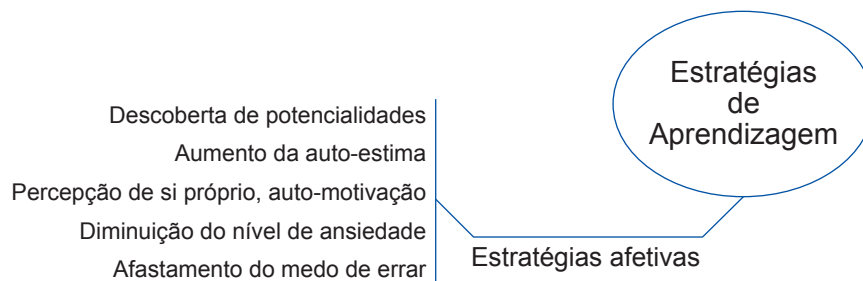 Estratégias
de
Aprendizagem
Descoberta de potencialidades
Aumento da auto-estima
Percepção de si próprio, auto-motivação
Diminuição do nível de ansiedade
Afastamento do medo de errar
Estratégias afetivas